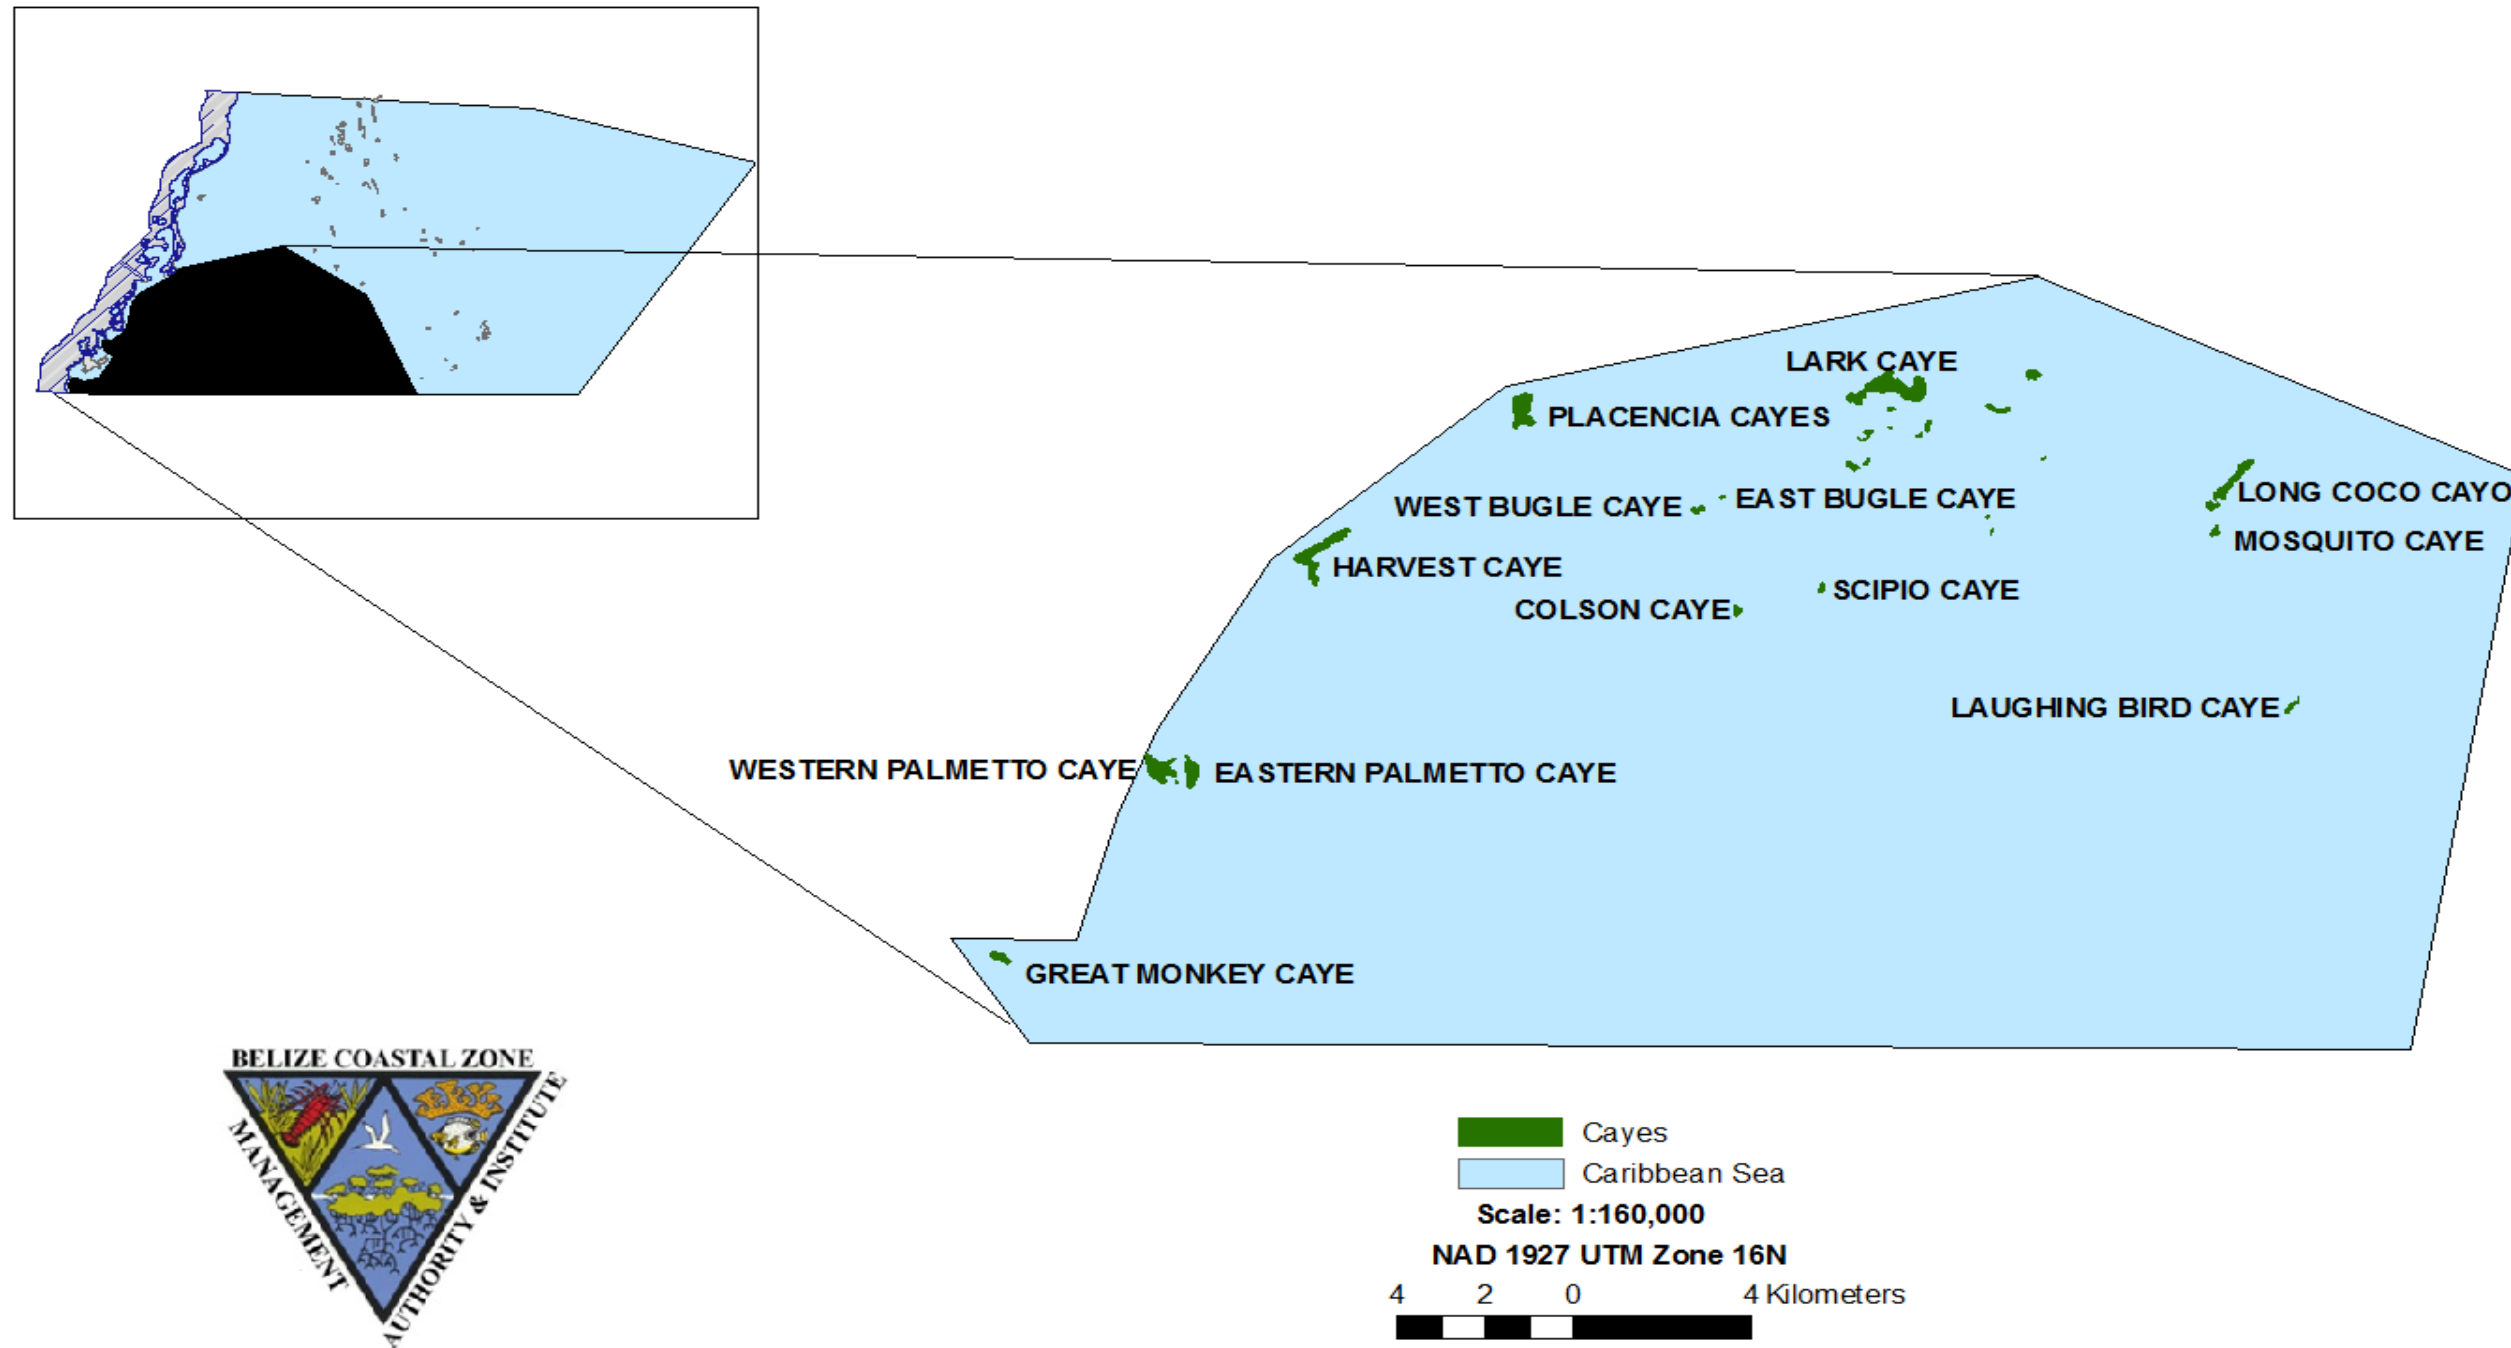 LARK CAYE
PLACENCIA CAYES
WEST BUGLE CAYE
EAST BUGLE CAYE
LONG COCO CAYO
MOSQUITO CAYE
HARVEST CAYE
SCIPIO CAYE
COLSON CAYE
LAUGHING BIRD CAYE
WESTERN PALMETTO CAYE
EASTERN PALMETTO CAYE
GREAT MONKEY CAYE
BELIZE COASTAL ZONE
MANAGEMENT
AUTHORITY & INSTITUTE
Cayes
Caribbean Sea
Scale: 1:160,000
NAD 1927 UTM Zone 16N
4 2 0 4 Kilometers